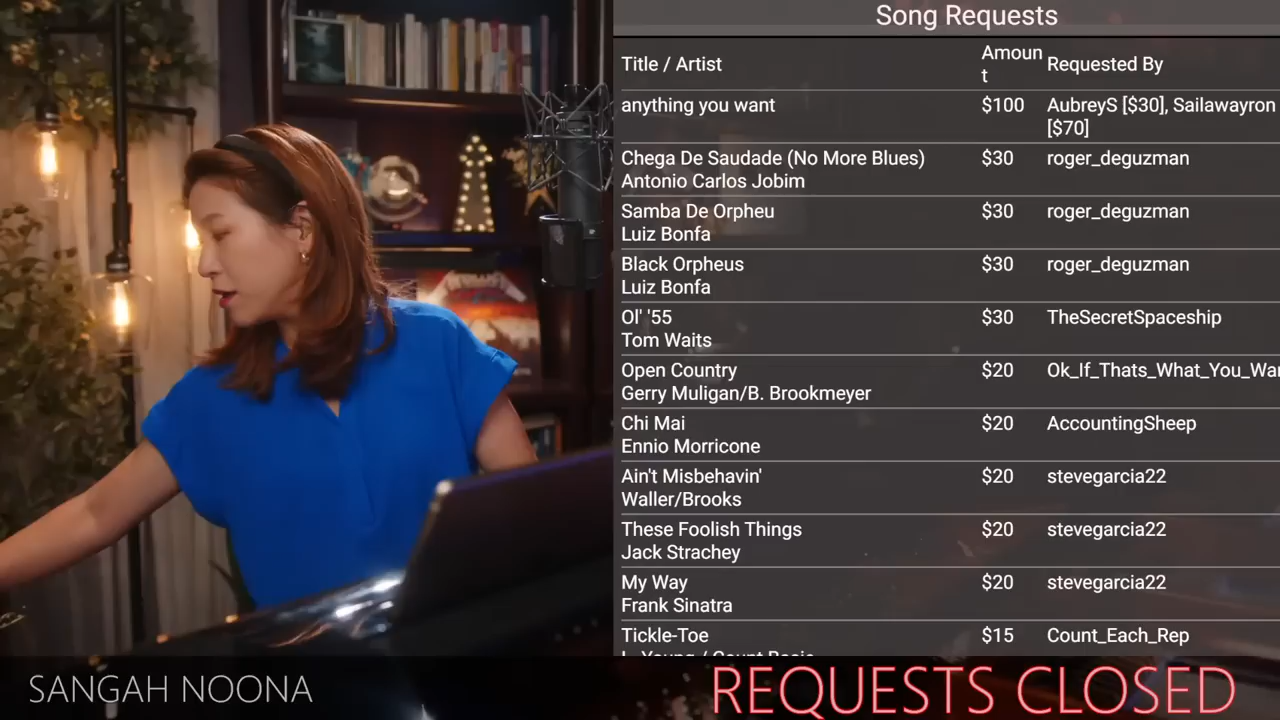 Song Requests
Title / Artist
Amoun
t
Requested By
anything you want
$100
AubreyS [$30], Sailawayron
[$70]
Chega De Saudade (No More Blues)
Antonio Carlos Jobim
$30
roger_deguzman
Samba De Orpheu
Luiz Bonfa
$30
roger_deguzman
Black Orpheus
Luiz Bonfa
$30
roger_deguzman
Ol' '55
Tom Waits
$30
TheSecretSpaceship
Open Country
Gerry Muligan/B. Brookmeyer
$20
Ok_If_Thats_What_You_Wan
Chi Mai
Ennio Morricone
$20
AccountingSheep
Ain't Misbehavin'
Waller/Brooks
$20
stevegarcia22
These Foolish Things
Jack Strachey
$20
stevegarcia22
My Way
Frank Sinatra
$20
stevegarcia22
Tickle-Toe
$15
Count_Each_Rep
SANGAH NOONA
REQUESTS CLOSED